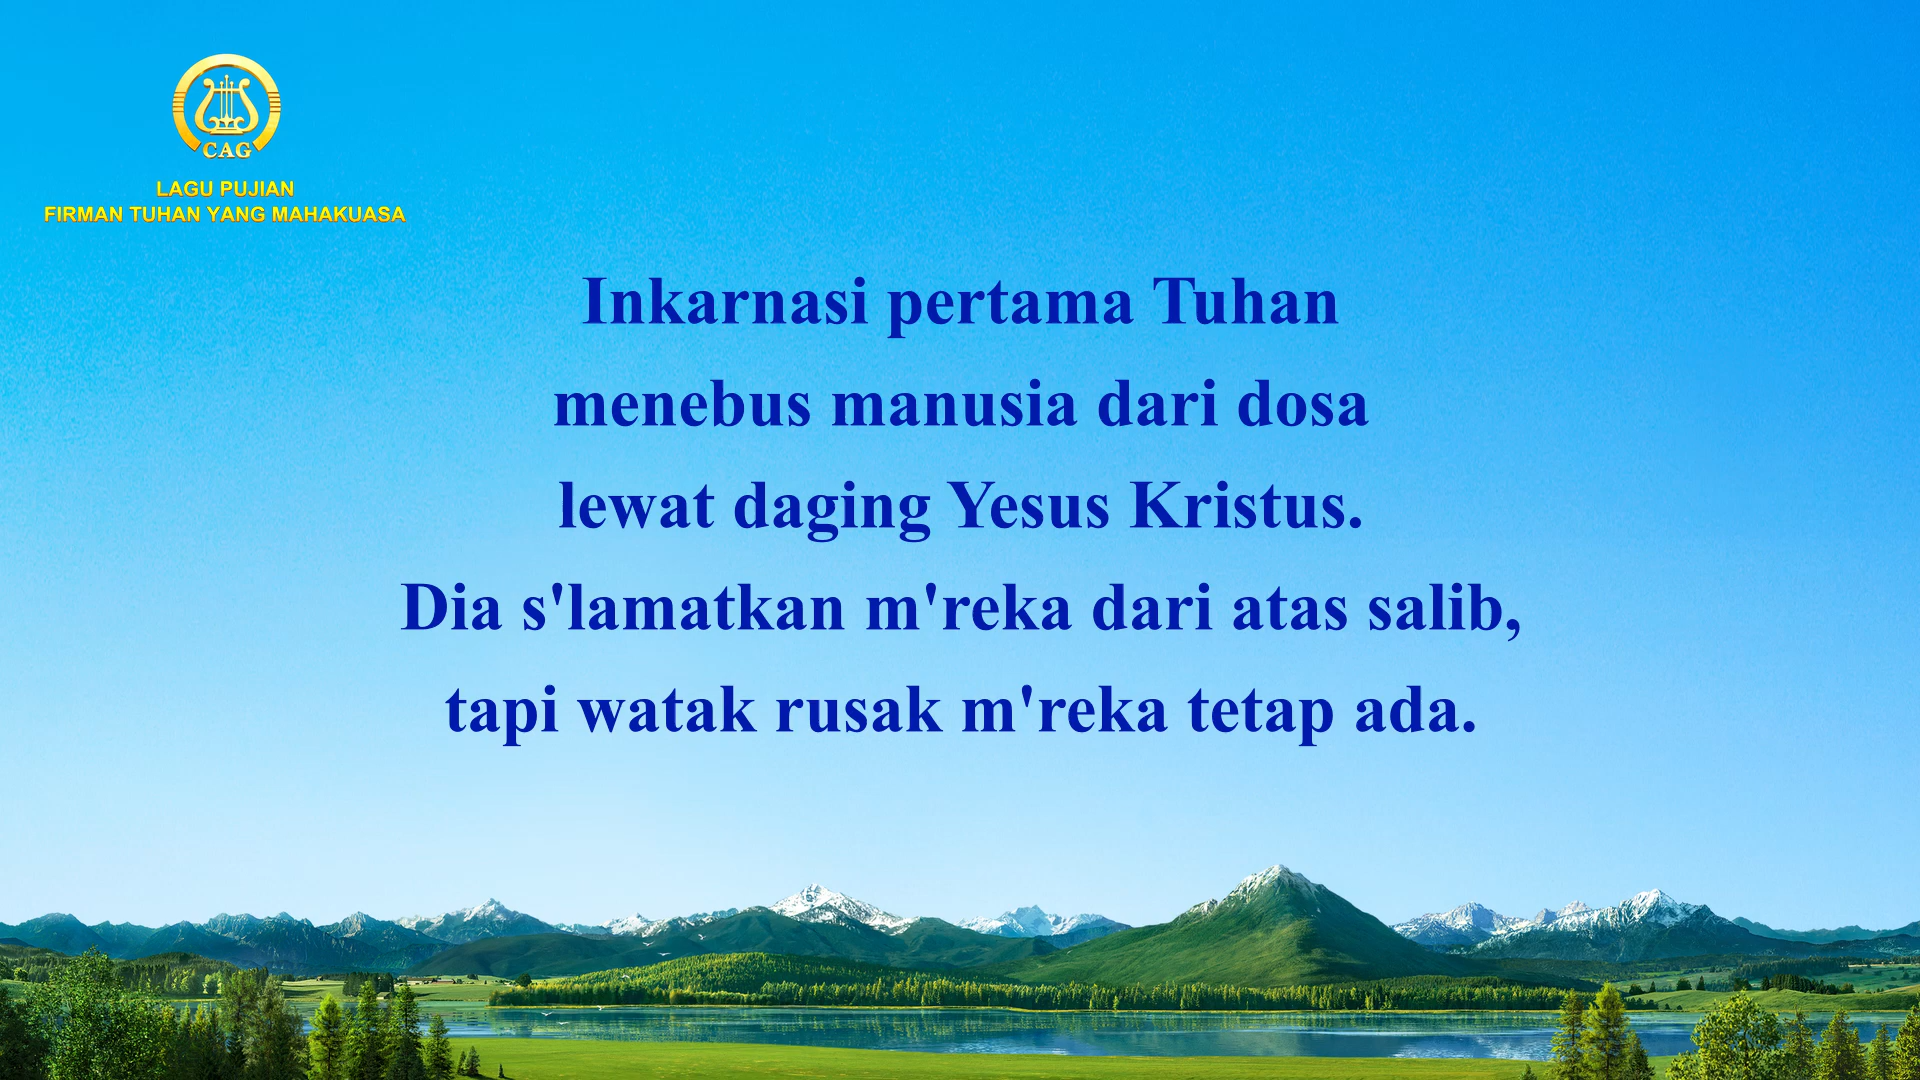 CAG
LAGU PUJIAN
FIRMAN TUHAN YANG MAHAKUASA
Inkarnasi pertama Tuhan
menebus manusia dari dosa
lewat daging Yesus Kristus.
Dia s'lamatkan m'reka dari atas salib,
tapi watak rusak m'reka tetap ada.